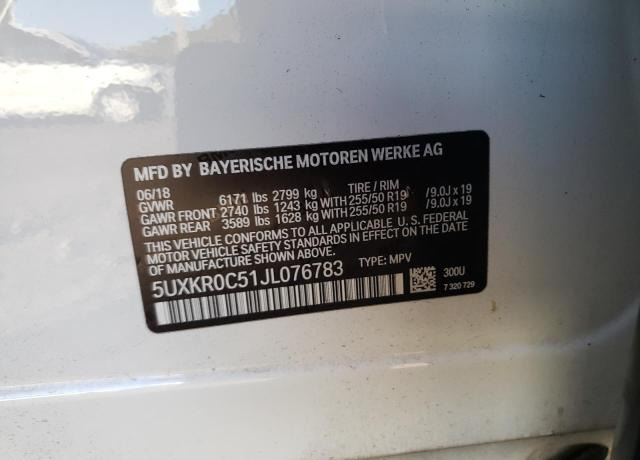 MFD BY BAYERISCHE MOTOREN WERKE AG
06/18 TIRE / RIM
GVWR 6171 lbs 2799 kg
GAWR FRONT 2740 lbs 1243 kg WITH 255/50 R19 /9.0J x 19
GAWR REAR 3589 lbs 1628 kg WITH 255/50 R19 /9.0J x 19
THIS VEHICLE CONFORMS TO ALL APPLICABLE U.S. FEDERAL
MOTOR VEHICLE SAFETY STANDARDS IN EFFECT ON THE DATE
OF MANUFACTURE SHOWN ABOVE.
5UXKR0C51JL076783 TYPE: MPV
300U
7 320 729